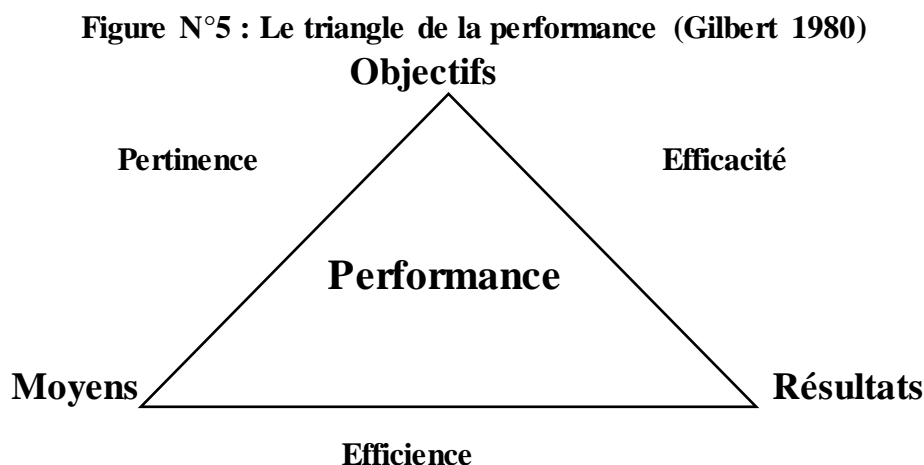 Figure N°5 : Le triangle de la performance (Gilbert 1980)
Objectifs
Pertinence
Efficacité
Performance
Moyens
Résultats
Efficience